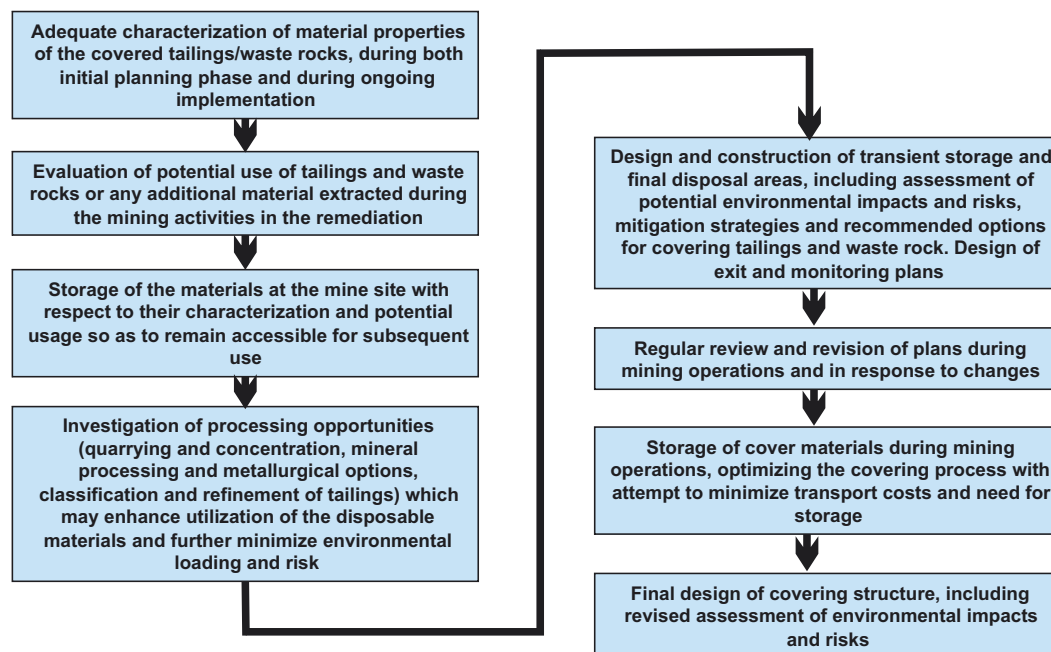 Adequate characterization of material properties
of the covered tailings/waste rocks, during both
initial planning phase and during ongoing
implementation
Evaluation of potential use of tailings and waste
rocks or any additional material extracted during
the mining activities in the remediation
Storage of the materials at the mine site with
respect to their characterization and potential
usage so as to remain accessible for subsequent
use
Investigation of processing opportunities
(quarrying and concentration, mineral
processing and metallurgical options,
classification and refinement of tailings) which
may enhance utilization of the disposable
materials and further minimize environmental
loading and risk
Design and construction of transient storage and
final disposal areas, including assessment of
potential environmental impacts and risks,
mitigation strategies and recommended options
for covering tailings and waste rock. Design of
exit and monitoring plans
Regular review and revision of plans during
mining operations and in response to changes
Storage of cover materials during mining
operations, optimizing the covering process with
attempt to minimize transport costs and need for
storage
Final design of covering structure, including
revised assessment of environmental impacts
and risks